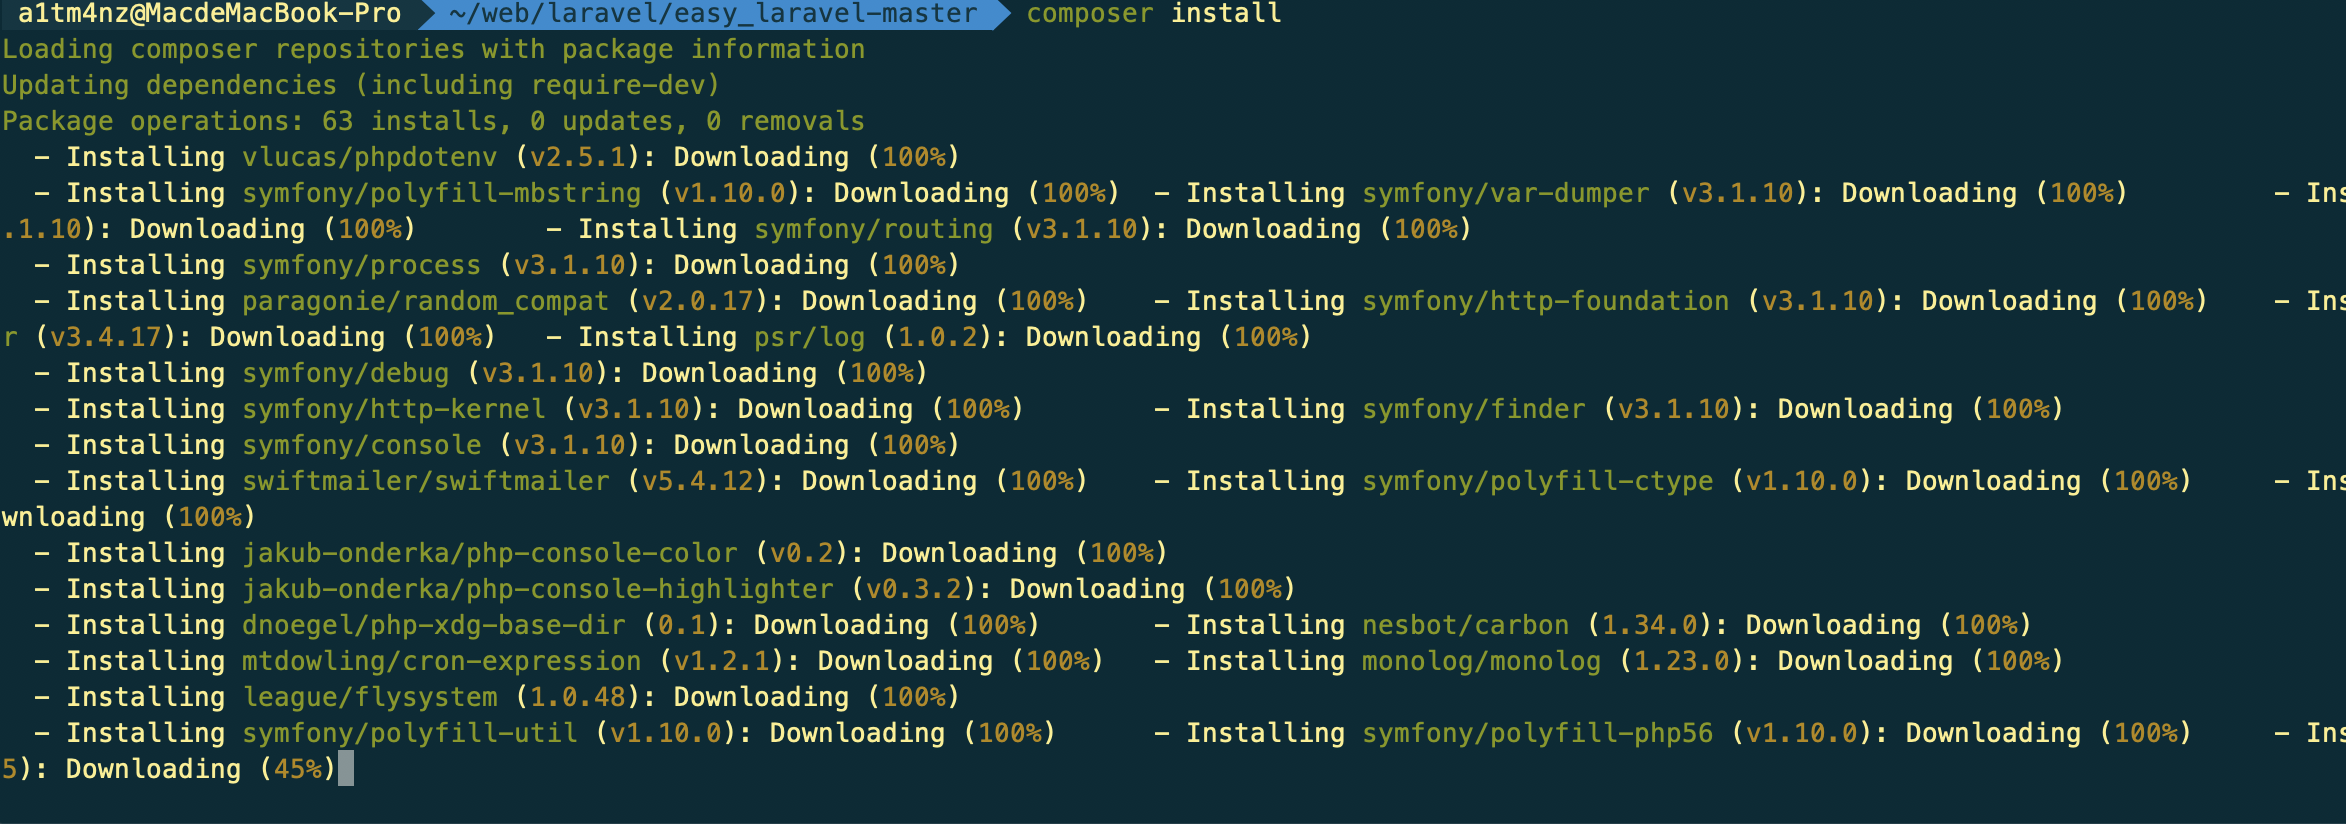 a1tm4nz@MacdeMacBook-Pro ~/web/laravel/easy_laravel-master composer install
Loading composer repositories with package information
Updating dependencies (including require-dev)
Package operations: 63 installs, 0 updates, 0 removals
  - Installing vlucas/phpdotenv (v2.5.1): Downloading (100%)
  - Installing symfony/polyfill-mbstring (v1.10.0): Downloading (100%)  - Installing symfony/var-dumper (v3.1.10): Downloading (100%)         - Ins
.1.10): Downloading (100%)        - Installing symfony/routing (v3.1.10): Downloading (100%)
  - Installing symfony/process (v3.1.10): Downloading (100%)
  - Installing paragonie/random_compat (v2.0.17): Downloading (100%)    - Installing symfony/http-foundation (v3.1.10): Downloading (100%)    - Ins
r (v3.4.17): Downloading (100%)   - Installing psr/log (1.0.2): Downloading (100%)
  - Installing symfony/debug (v3.1.10): Downloading (100%)
  - Installing symfony/http-kernel (v3.1.10): Downloading (100%)        - Installing symfony/finder (v3.1.10): Downloading (100%)
  - Installing symfony/console (v3.1.10): Downloading (100%)
  - Installing swiftmailer/swiftmailer (v5.4.12): Downloading (100%)    - Installing symfony/polyfill-ctype (v1.10.0): Downloading (100%)     - Ins
wnloading (100%)
  - Installing jakub-onderka/php-console-color (v0.2): Downloading (100%)
  - Installing jakub-onderka/php-console-highlighter (v0.3.2): Downloading (100%)
  - Installing dnoegel/php-xdg-base-dir (0.1): Downloading (100%)       - Installing nesbot/carbon (1.34.0): Downloading (100%)
  - Installing mtdowling/cron-expression (v1.2.1): Downloading (100%)   - Installing monolog/monolog (1.23.0): Downloading (100%)
  - Installing league/flysystem (1.0.48): Downloading (100%)
  - Installing symfony/polyfill-util (v1.10.0): Downloading (100%)      - Installing symfony/polyfill-php56 (v1.10.0): Downloading (100%)     - Ins
5): Downloading (45%)